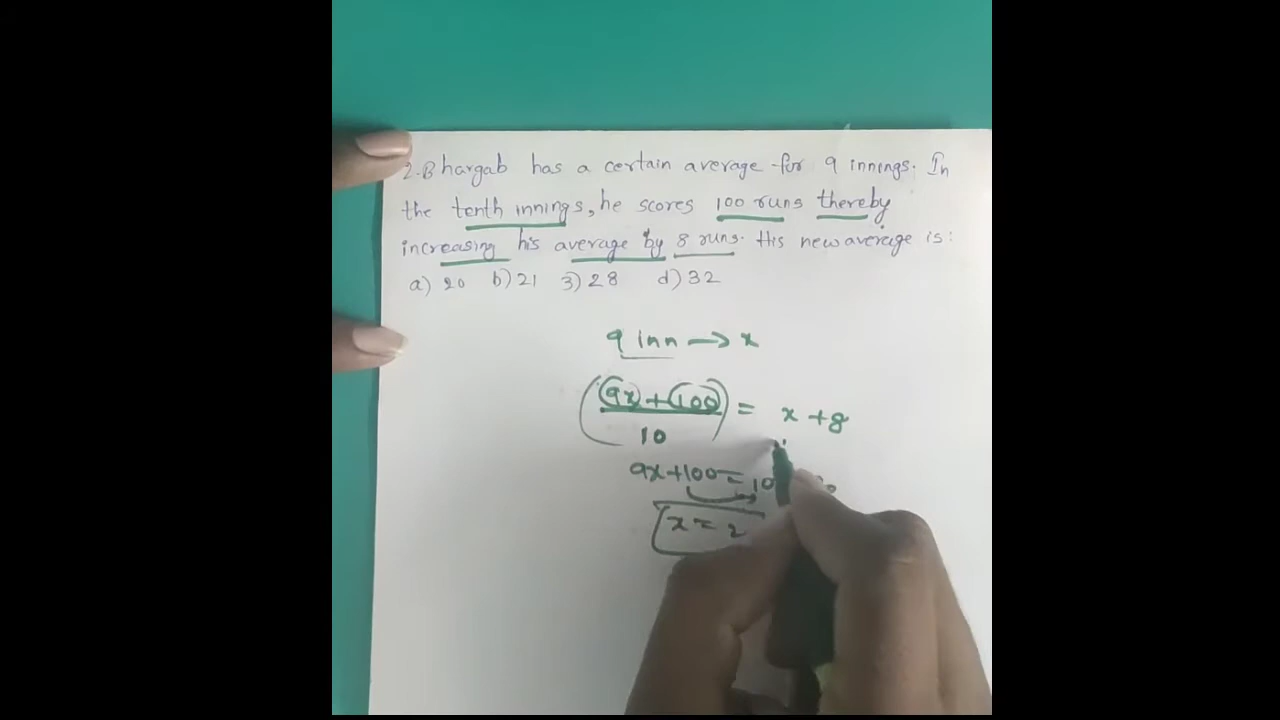 2. Bhargab has a certain average for 9 innings. In
the tenth innings, he scores 100 runs thereby
increasing his average by 8 runs. His new average is:
a) 20 b) 21 3) 28 d) 32
9 inn → x
(9x) + (100) = x + 8
10
9x + 100 = 10
x = 2